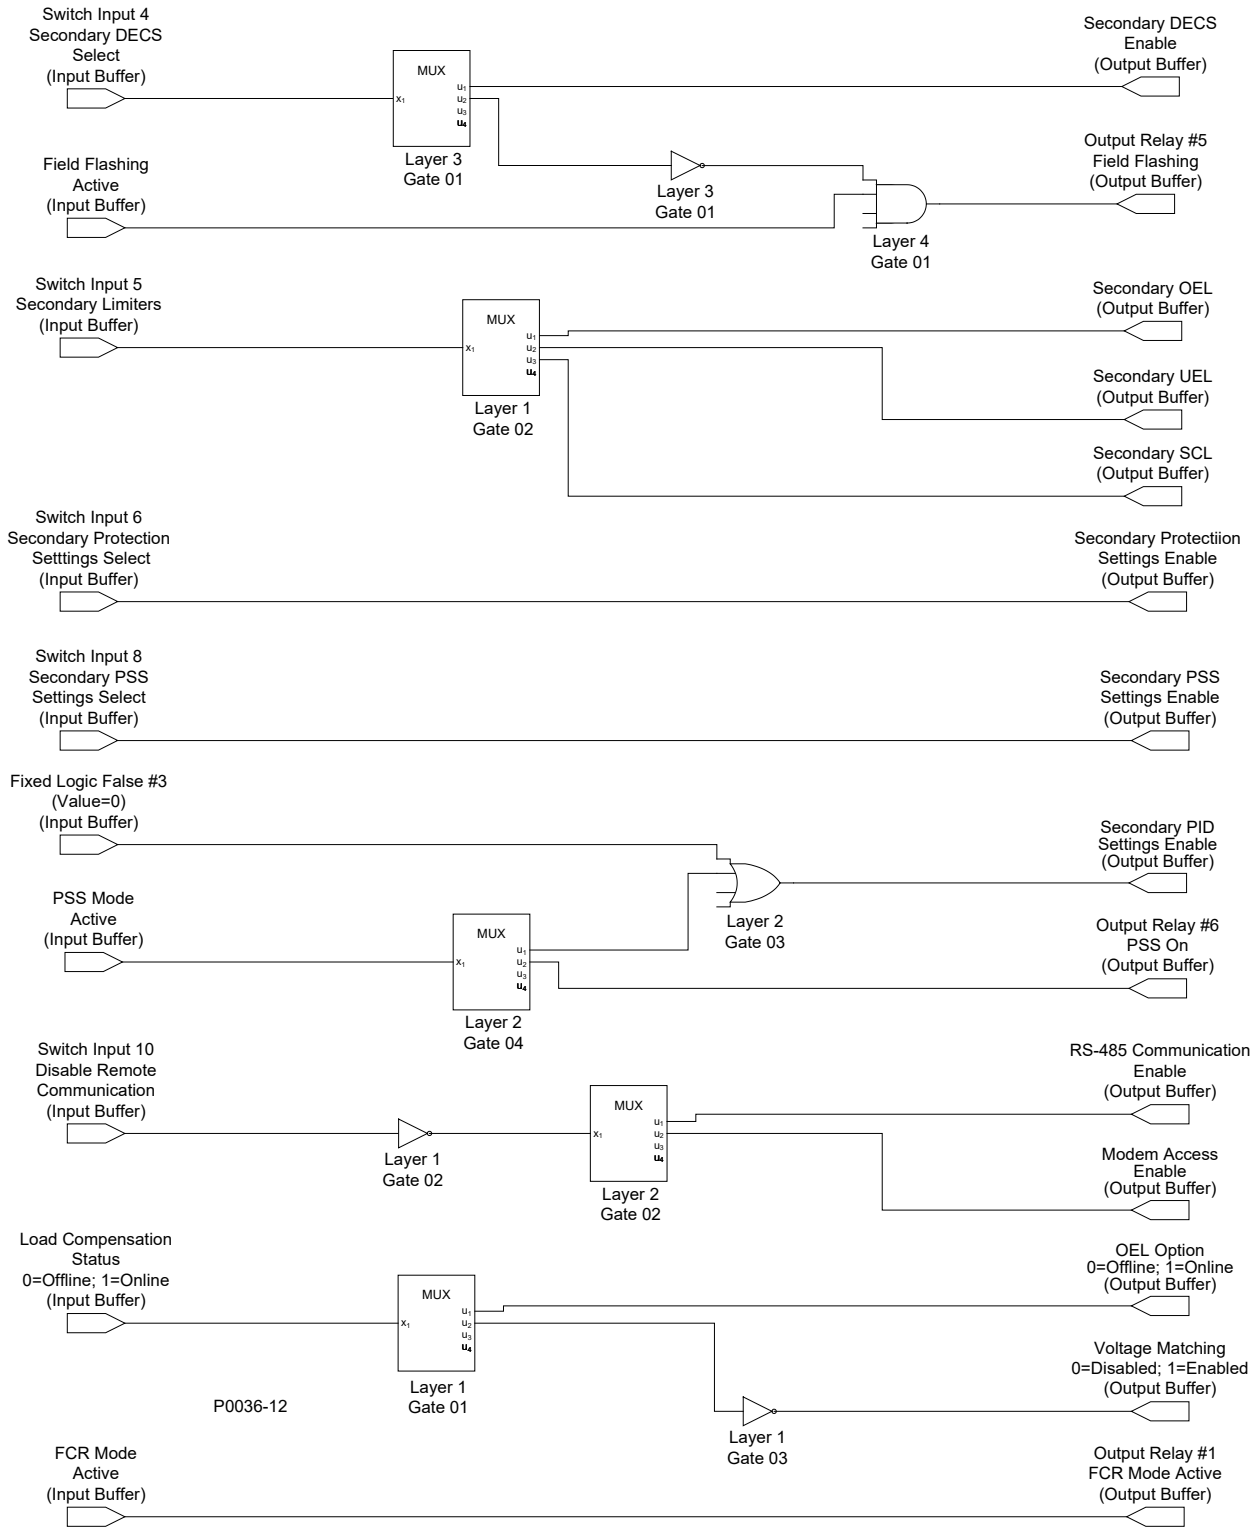 Switch Input 4
Secondary DECS
Select
(Input Buffer)
MUX
x1
u1
u2
u3
u4
Layer 3
Gate 01
Secondary DECS
Enable
(Output Buffer)
Field Flashing
Active
(Input Buffer)
Layer 3
Gate 01
Layer 4
Gate 01
Output Relay #5
Field Flashing
(Output Buffer)
Switch Input 5
Secondary Limiters
(Input Buffer)
MUX
x1
u1
u2
u3
u4
Layer 1
Gate 02
Secondary OEL
(Output Buffer)
Secondary UEL
(Output Buffer)
Secondary SCL
(Output Buffer)
Switch Input 6
Secondary Protection
Setttings Select
(Input Buffer)
Secondary Protectiion
Settings Enable
(Output Buffer)
Switch Input 8
Secondary PSS
Settings Select
(Input Buffer)
Secondary PSS
Settings Enable
(Output Buffer)
Fixed Logic False #3
(Value=0)
(Input Buffer)
Layer 2
Gate 03
Secondary PID
Settings Enable
(Output Buffer)
PSS Mode
Active
(Input Buffer)
MUX
x1
u1
u2
u3
u4
Layer 2
Gate 04
Output Relay #6
PSS On
(Output Buffer)
Switch Input 10
Disable Remote
Communication
(Input Buffer)
Layer 1
Gate 02
MUX
x1
u1
u2
u3
u4
Layer 2
Gate 02
RS-485 Communication
Enable
(Output Buffer)
Modem Access
Enable
(Output Buffer)
Load Compensation
Status
0=Offline; 1=Online
(Input Buffer)
MUX
x1
u1
u2
u3
u4
Layer 1
Gate 01
OEL Option
0=Offline; 1=Online
(Output Buffer)
Layer 1
Gate 03
Voltage Matching
0=Disabled; 1=Enabled
(Output Buffer)
P0036-12
FCR Mode
Active
(Input Buffer)
Output Relay #1
FCR Mode Active
(Output Buffer)